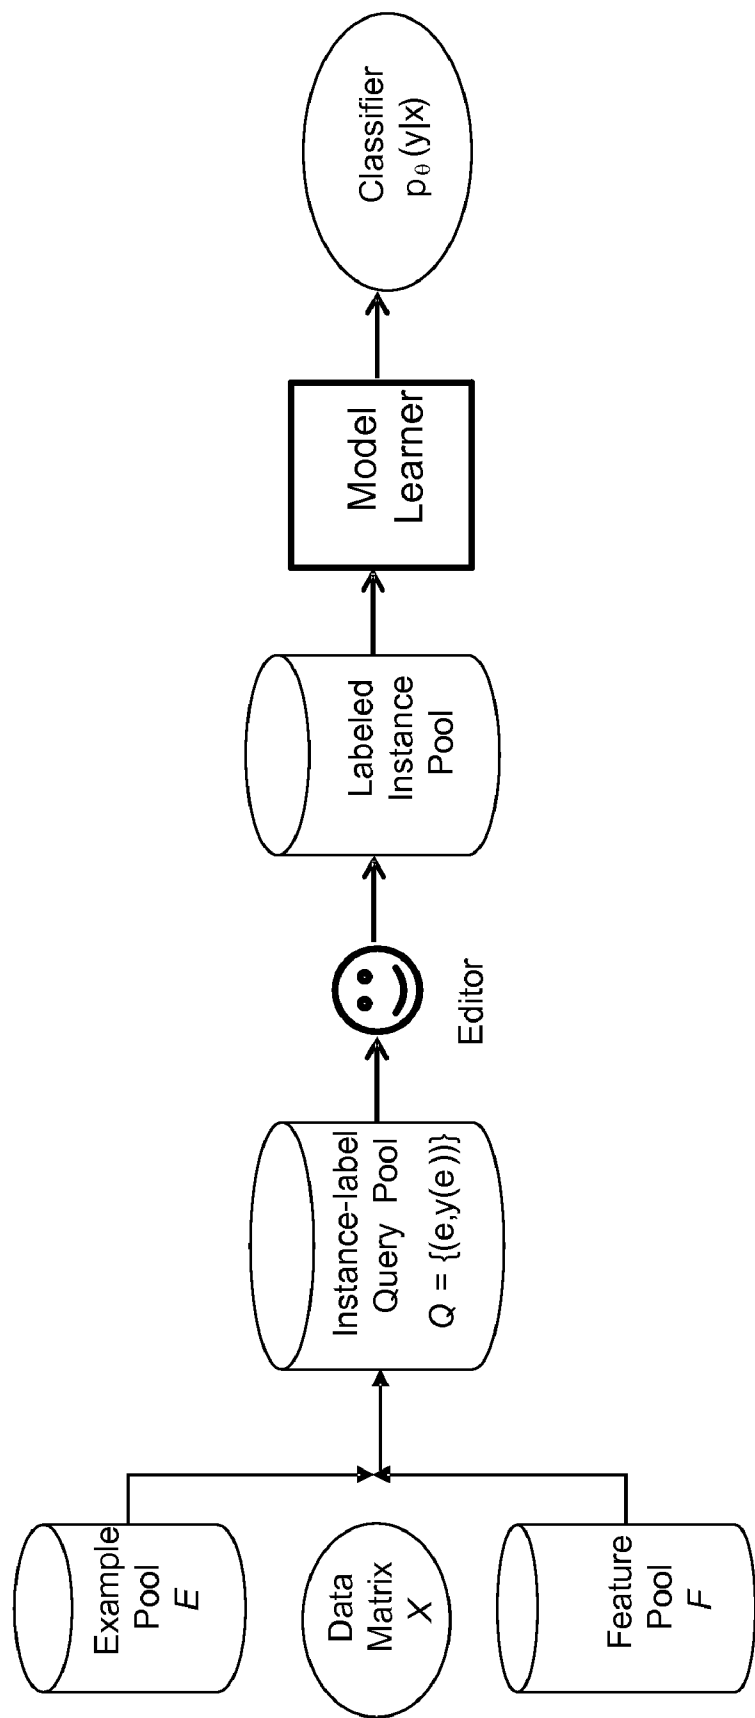 Example
Pool
E
Data
Matrix
X
Feature
Pool
F
Instance-label
Query Pool
Q = {(e,y(e))}
Editor
Labeled
Instance
Pool
Model
Learner
Classifier
pθ(y|x)